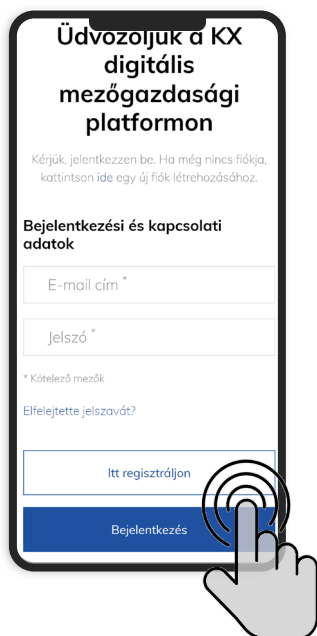 Üdvözöljük a KX
digitális
mezőgazdasági
platformon
Kérjük, jelentkezzen be. Ha még nincs fiókja,
kattintson ide egy új fiók létrehozásához.
Bejelentkezési és kapcsolati
adatok
E-mail cím *
Jelszó *
* Kötelező mezők
Elfelejtette jelszavát?
Itt regisztráljon
Bejelentkezés